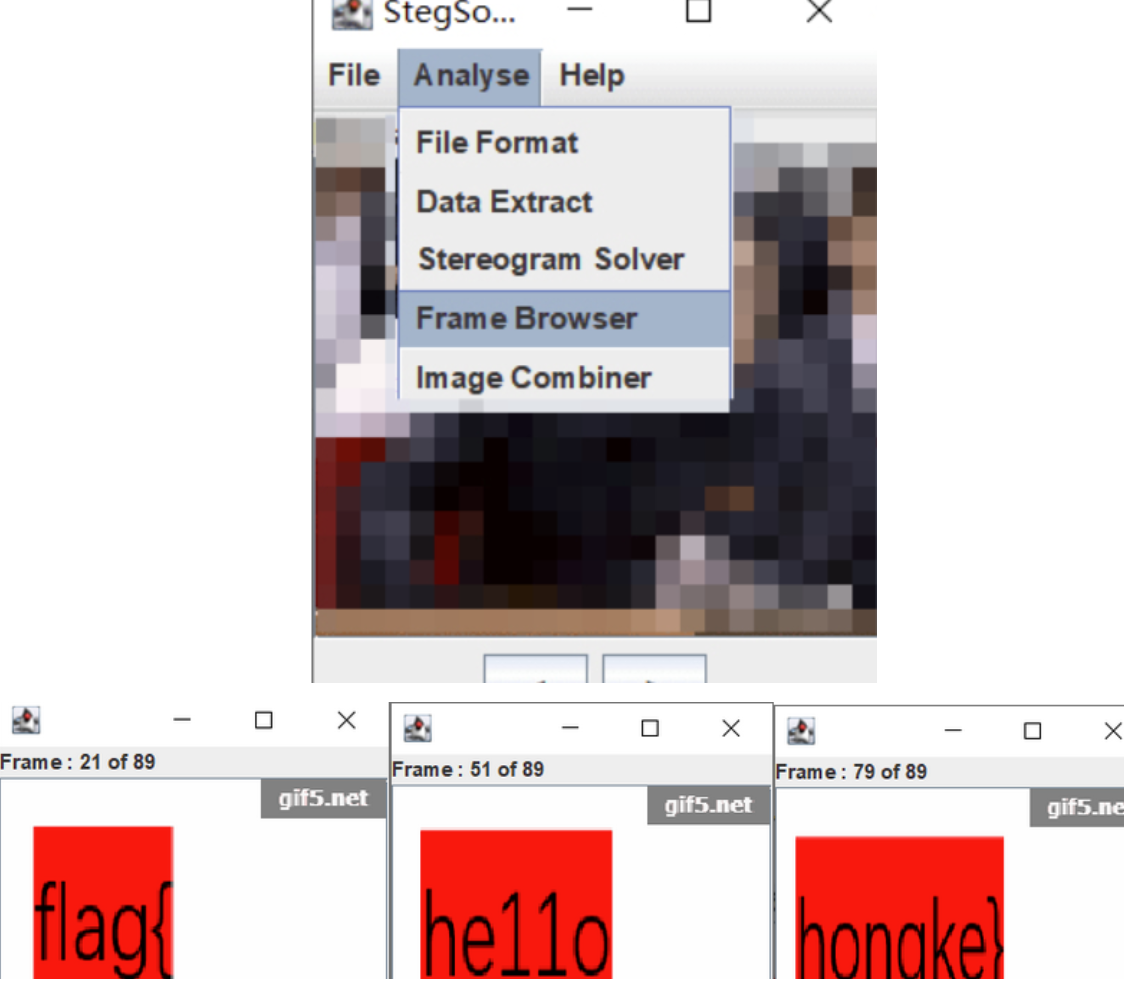 StegSo...
File Analyse Help
File Format
Data Extract
Stereogram Solver
Frame Browser
Image Combiner
Frame : 21 of 89
gif5.net
flag{
Frame : 51 of 89
gif5.net
he11o
Frame : 79 of 89
gif5.ne
hongke}